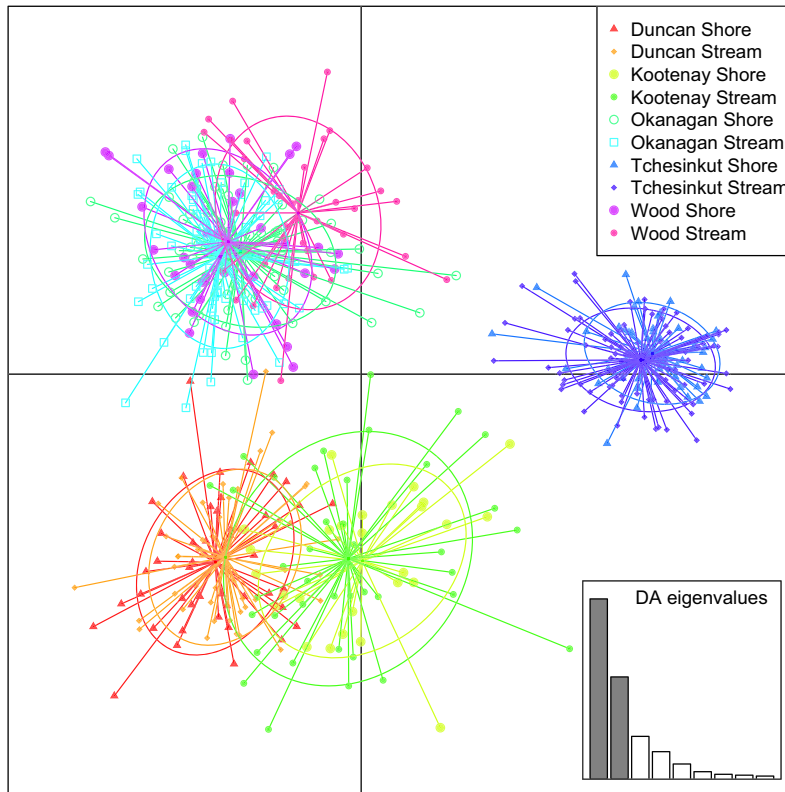 Duncan Shore
Duncan Stream
Kootenay Shore
Kootenay Stream
Okanagan Shore
Okanagan Stream
Tchesinkut Shore
Tchesinkut Stream
Wood Shore
Wood Stream
DA eigenvalues